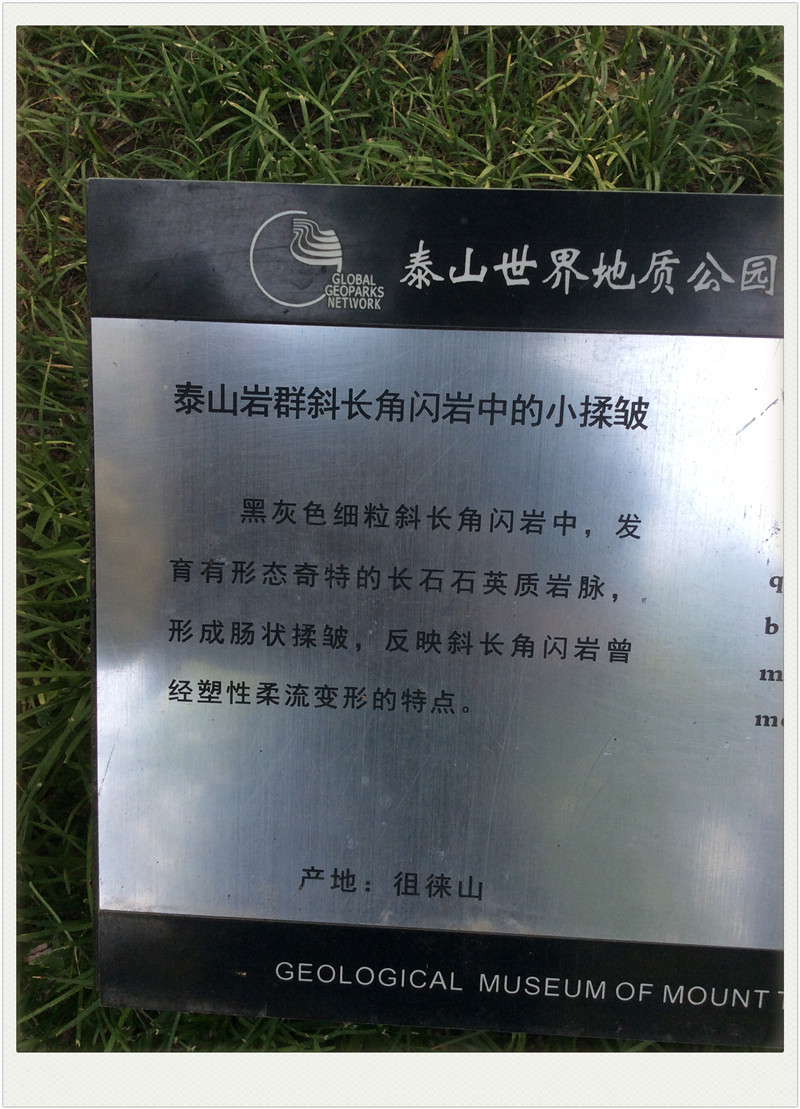 GLOBAL
GEOPARKS
NETWORK
泰山世界地质公园
泰山岩群斜长角闪岩中的小揉皱
黑灰色细粒斜长角闪岩中，发
育有形态奇特的长石石英质岩脉，
形成肠状揉皱，反映斜长角闪岩曾
经塑性柔流变形的特点。
产地：徂徕山
q
b
m
GEOLOGICAL MUSEUM OF MOUNT